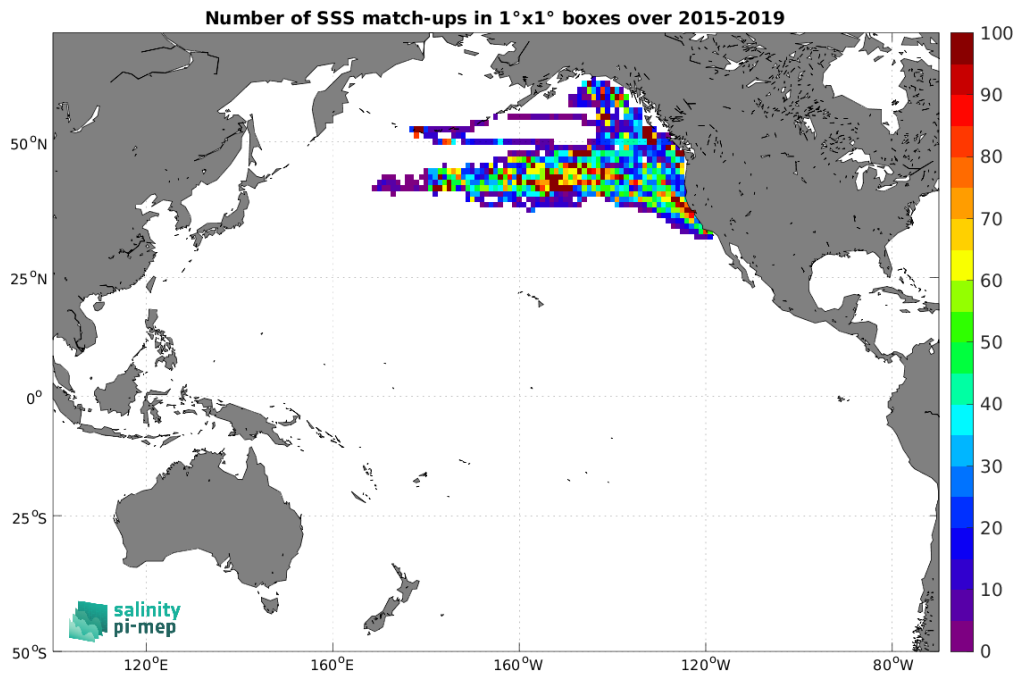 Number of SSS match-ups in 1°x1° boxes over 2015-2019
50°N
25°N
0°
25°S
50°S
120°E
160°E
160°W
120°W
80°W
100
90
80
70
60
50
40
30
20
10
0
salinity
pi-mep